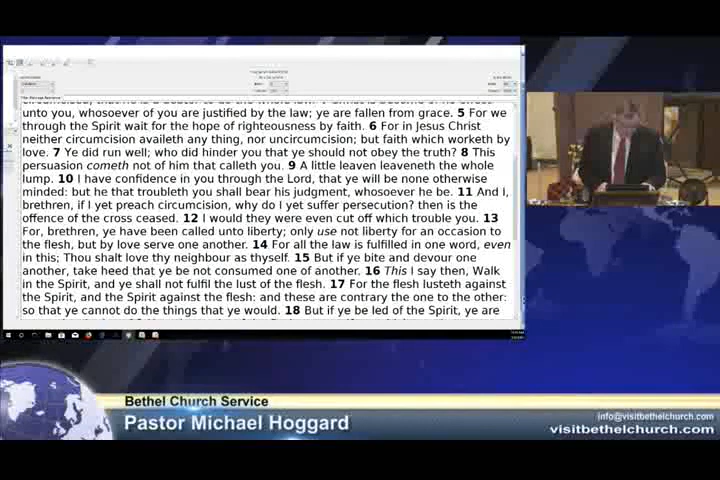 unto you, whosoever of you are justified by the law; ye are fallen from grace. 5 For we
through the Spirit wait for the hope of righteousness by faith. 6 For in Jesus Christ
neither circumcision availeth any thing, nor uncircumcision; but faith which worketh by
love. 7 Ye did run well; who did hinder you that ye should not obey the truth? 8 This
persuasion cometh not of him that calleth you. 9 A little leaven leaveneth the whole
lump. 10 I have confidence in you through the Lord, that ye will be none otherwise
minded: but he that troubleth you shall bear his judgment, whosoever he be. 11 And I,
brethren, if I yet preach circumcision, why do I yet suffer persecution? then is the
offence of the cross ceased. 12 I would they were even cut off which trouble you. 13
For, brethren, ye have been called unto liberty; only use not liberty for an occasion to
the flesh, but by love serve one another. 14 For all the law is fulfilled in one word, even
in this; Thou shalt love thy neighbour as thyself. 15 But if ye bite and devour one
another, take heed that ye be not consumed one of another. 16 This I say then, Walk
in the Spirit, and ye shall not fulfil the lust of the flesh. 17 For the flesh lusteth against
the Spirit, and the Spirit against the flesh: and these are contrary the one to the other:
so that ye cannot do the things that ye would. 18 But if ye be led of the Spirit, ye are
Bethel Church Service
Pastor Michael Hoggard
info@visitbethelchurch.com
visitbethelchurch.com